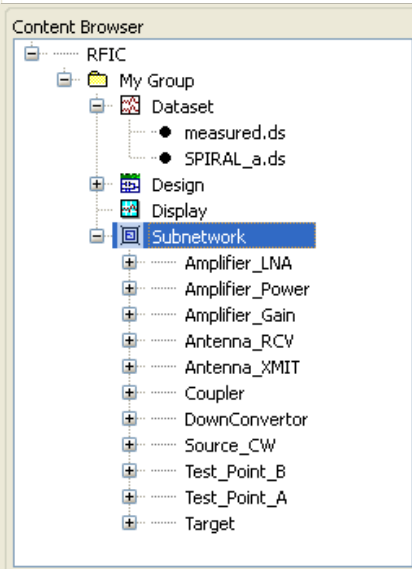 Content Browser
RFIC
My Group
Dataset
measured.ds
SPIRAL_a.ds
Design
Display
Subnetwork
Amplifier_LNA
Amplifier_Power
Amplifier_Gain
Antenna_RCV
Antenna_XMIT
Coupler
DownConvertor
Source_CW
Test_Point_B
Test_Point_A
Target